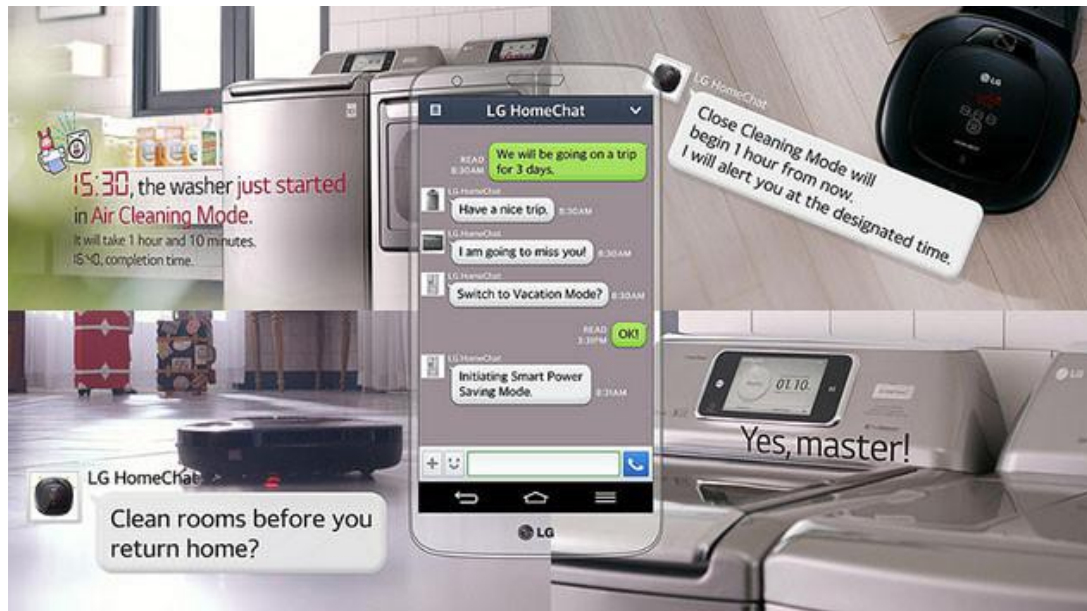 15:30, the washer just started
in Air Cleaning Mode.
It will take 1 hour and 10 minutes.
16:40, completion time.
LG HomeChat
Close Cleaning Mode will
begin 1 hour from now.
I will alert you at the designated time.
LG
LG HomeChat
We will be going on a trip
for 3 days.
READ
8:30AM
LG HomeChat
Have a nice trip.
8:30AM
LG HomeChat
I am going to miss you!
8:30AM
LG HomeChat
Switch to Vacation Mode?
8:30AM
OK!
READ
3:31PM
LG HomeChat
Initiating Smart Power
Saving Mode.
8:31AM
LG
LG HomeChat
Clean rooms before you
return home?
01.10.
LG
Yes, master!